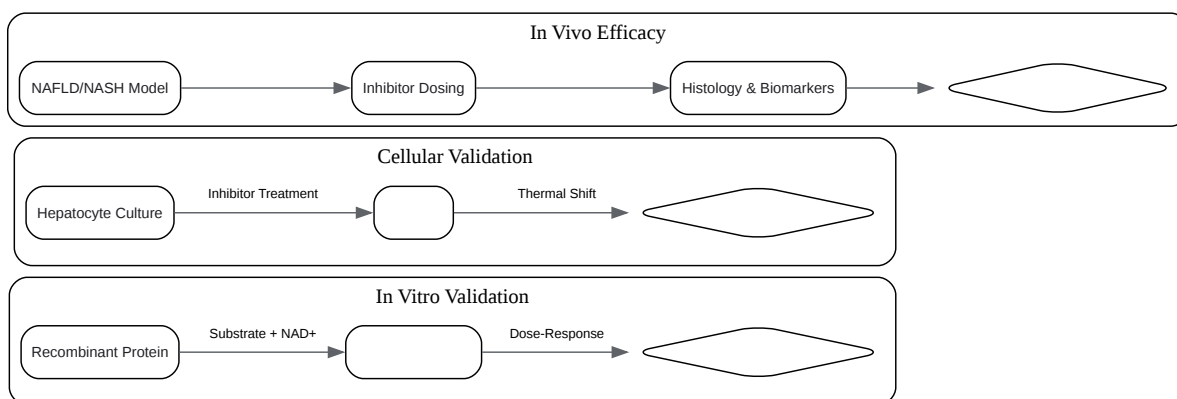 In Vivo Efficacy
NAFLD/NASH Model
Inhibitor Dosing
Histology & Biomarkers
Cellular Validation
Hepatocyte Culture
Inhibitor Treatment
Thermal Shift
In Vitro Validation
Recombinant Protein
Substrate + NAD+
Dose-Response